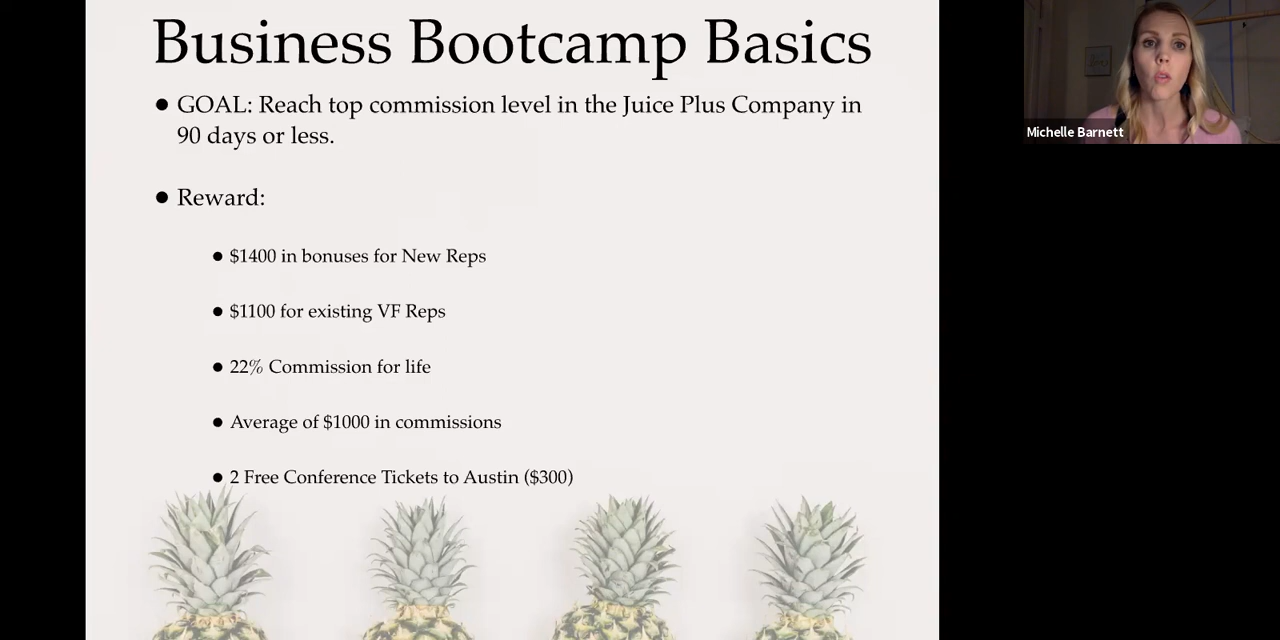 Business Bootcamp Basics
● GOAL: Reach top commission level in the Juice Plus Company in
90 days or less.
● Reward:
● $1400 in bonuses for New Reps
● $1100 for existing VF Reps
● 22% Commission for life
● Average of $1000 in commissions
● 2 Free Conference Tickets to Austin ($300)
Michelle Barnett